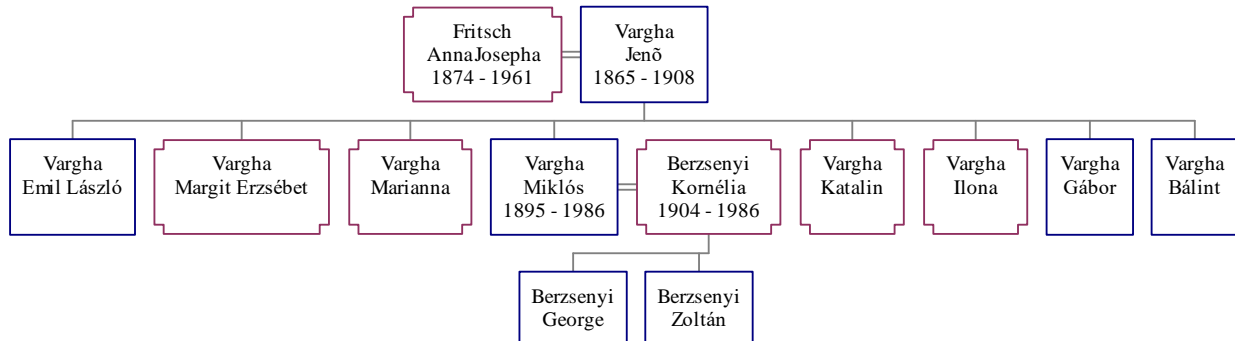 Fritsch
AnnaJosepha
1874 - 1961
Vargha
Jenõ
1865 - 1908
Vargha
Emil László
Vargha
Margit Erzsébet
Vargha
Marianna
Vargha
Miklós
1895 - 1986
Berzsenyi
Kornélia
1904 - 1986
Vargha
Katalin
Vargha
Ilona
Vargha
Gábor
Vargha
Bálint
Berzsenyi
George
Berzsenyi
Zoltán